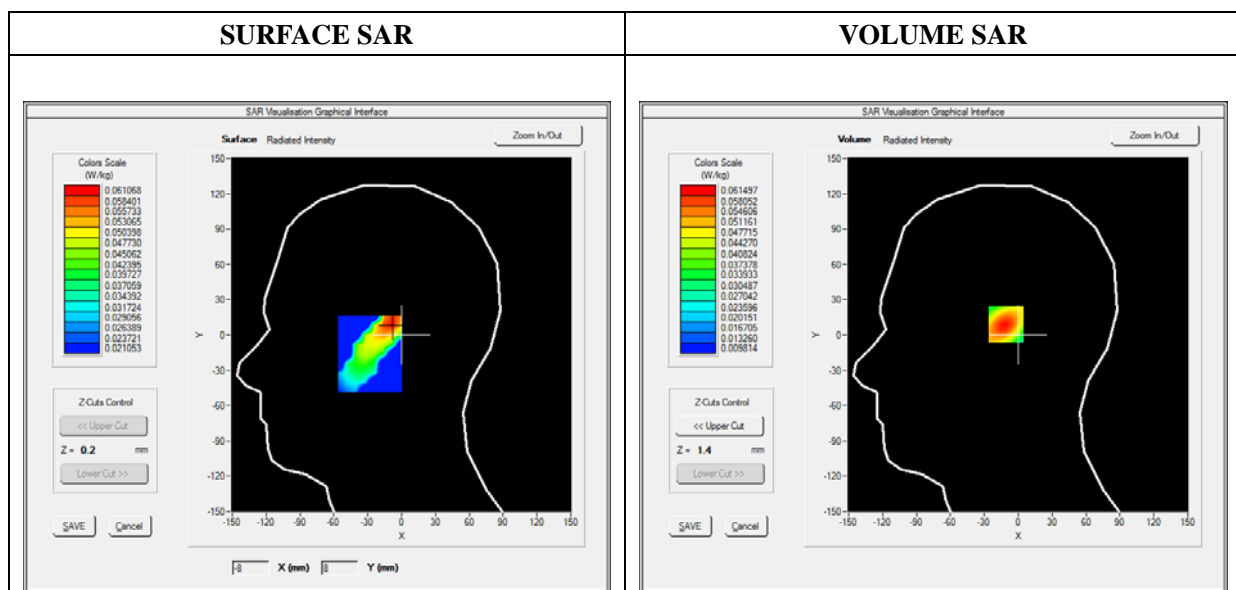 SURFACE SAR
VOLUME SAR
SAR Visualisation Graphical Interface
Surface Radiated Intensity
Zoom In/Out
Colors Scale
(W/kg)
0.061068
0.058401
0.055733
0.053065
0.050398
0.047730
0.045062
0.042395
0.039727
0.037059
0.034392
0.031724
0.029056
0.026389
0.023721
0.021053
Z-Cuts Control
<< Upper Cut
Z = 0.2 mm
Lower Cut >>
SAVE Cancel
150-
120-
90-
60-
30-
Y 0-
-30-
-60-
-90-
-120-
-150-
-150 -120 -90 -60 -30 0 30 60 90 120 150
X
-8 X (mm) 8 Y (mm)
SAR Visualisation Graphical Interface
Volume Radiated Intensity
Zoom In/Out
Colors Scale
(W/kg)
0.061497
0.058052
0.054606
0.051161
0.047715
0.044270
0.040824
0.037378
0.033933
0.030487
0.027042
0.023596
0.020151
0.016705
0.013260
0.009814
Z-Cuts Control
<< Upper Cut
Z = 1.4 mm
Lower Cut >>
SAVE Cancel
150-
120-
90-
60-
30-
Y 0-
-30-
-60-
-90-
-120-
-150-
-150 -120 -90 -60 -30 0 30 60 90 120 150
X